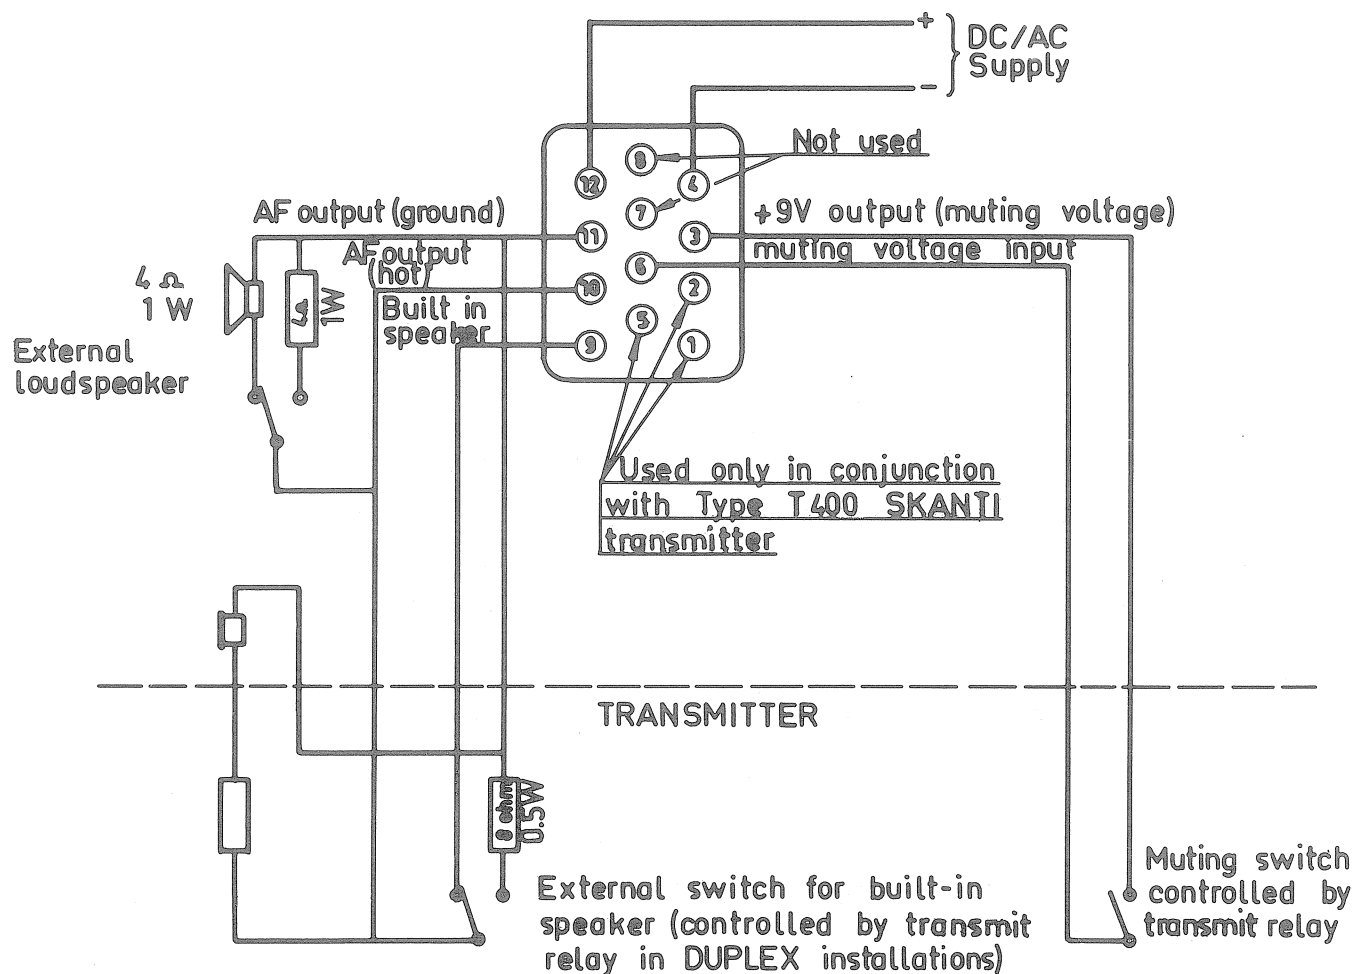 +
DC/AC
Supply
-
Not used
8
12
4
7
AF output (ground)
+9V output (muting voltage)
11
3
AF output
(hot)
muting voltage input
6
4Ω
1 W
4Ω
1W
10
2
Built in
speaker
5
9
1
External
loudspeaker
Used only in conjunction
with Type T400 SKANTI
transmitter
TRANSMITTER
8 ohm
0.5W
External switch for built-in
speaker (controlled by transmit
relay in DUPLEX installations)
Muting switch
controlled by
transmit relay